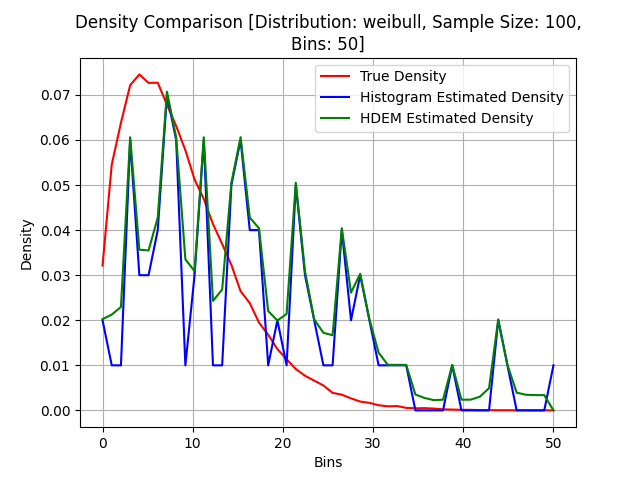 Density Comparison [Distribution: weibull, Sample Size: 100,
Bins: 50]
True Density
Histogram Estimated Density
HDEM Estimated Density
Density
0.07
0.06
0.05
0.04
0.03
0.02
0.01
0.00
0 10 20 30 40 50
Bins